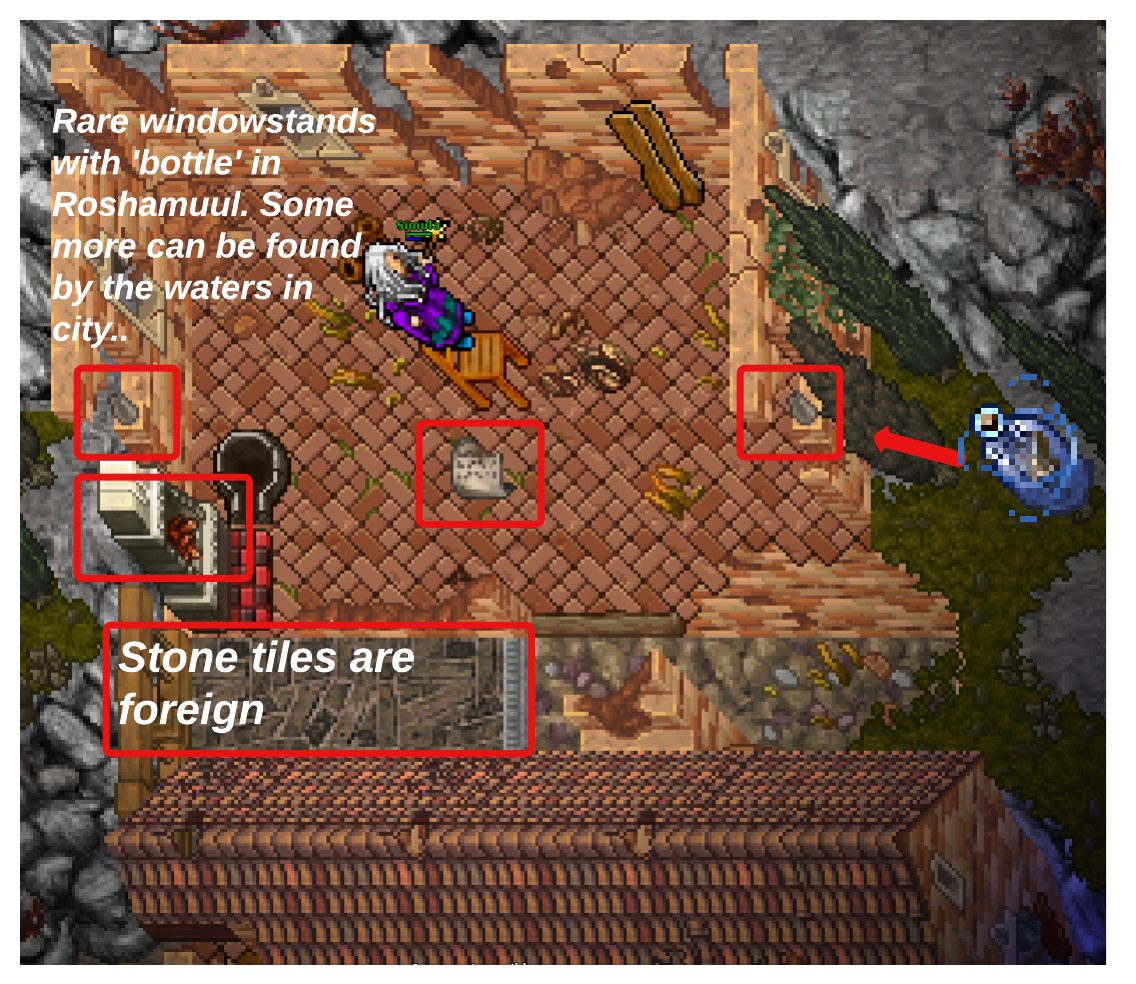 Rare windowstands
with 'bottle' in
Roshamuul. Some
more can be found
by the waters in
city..
Simula
Stone tiles are
foreign